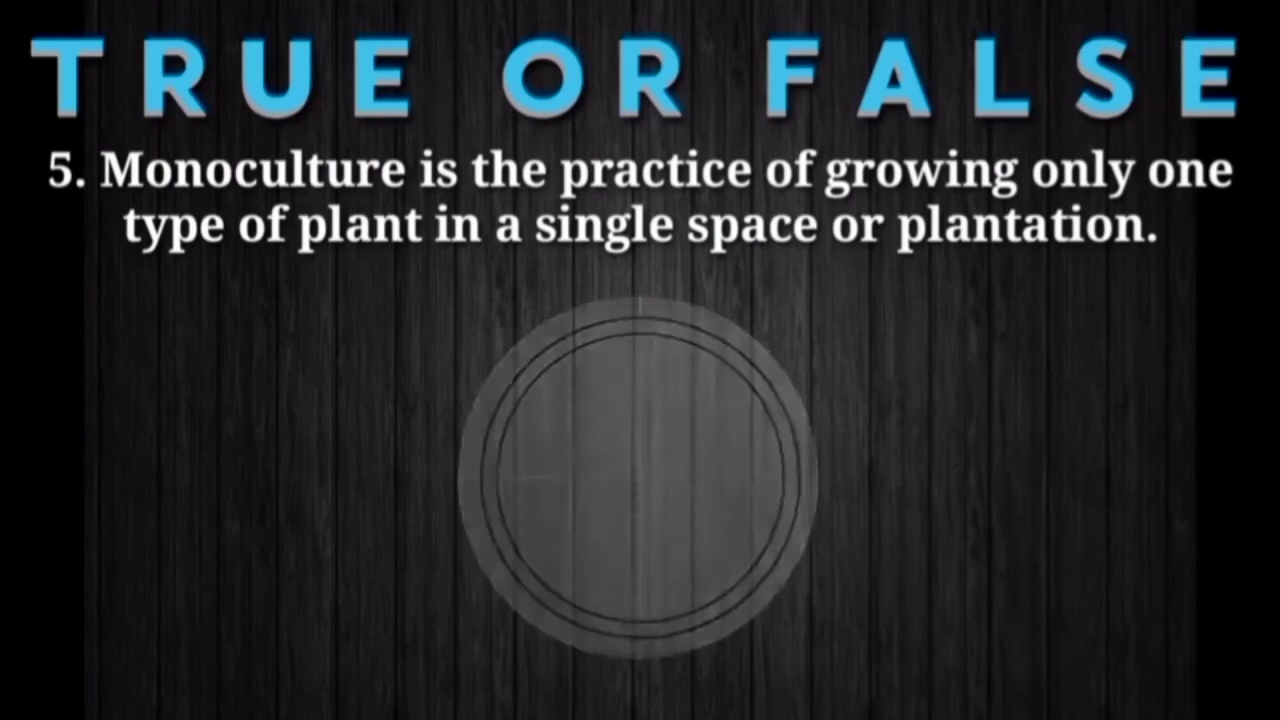 TRUE OR FALSE
5. Monoculture is the practice of growing only one
type of plant in a single space or plantation.